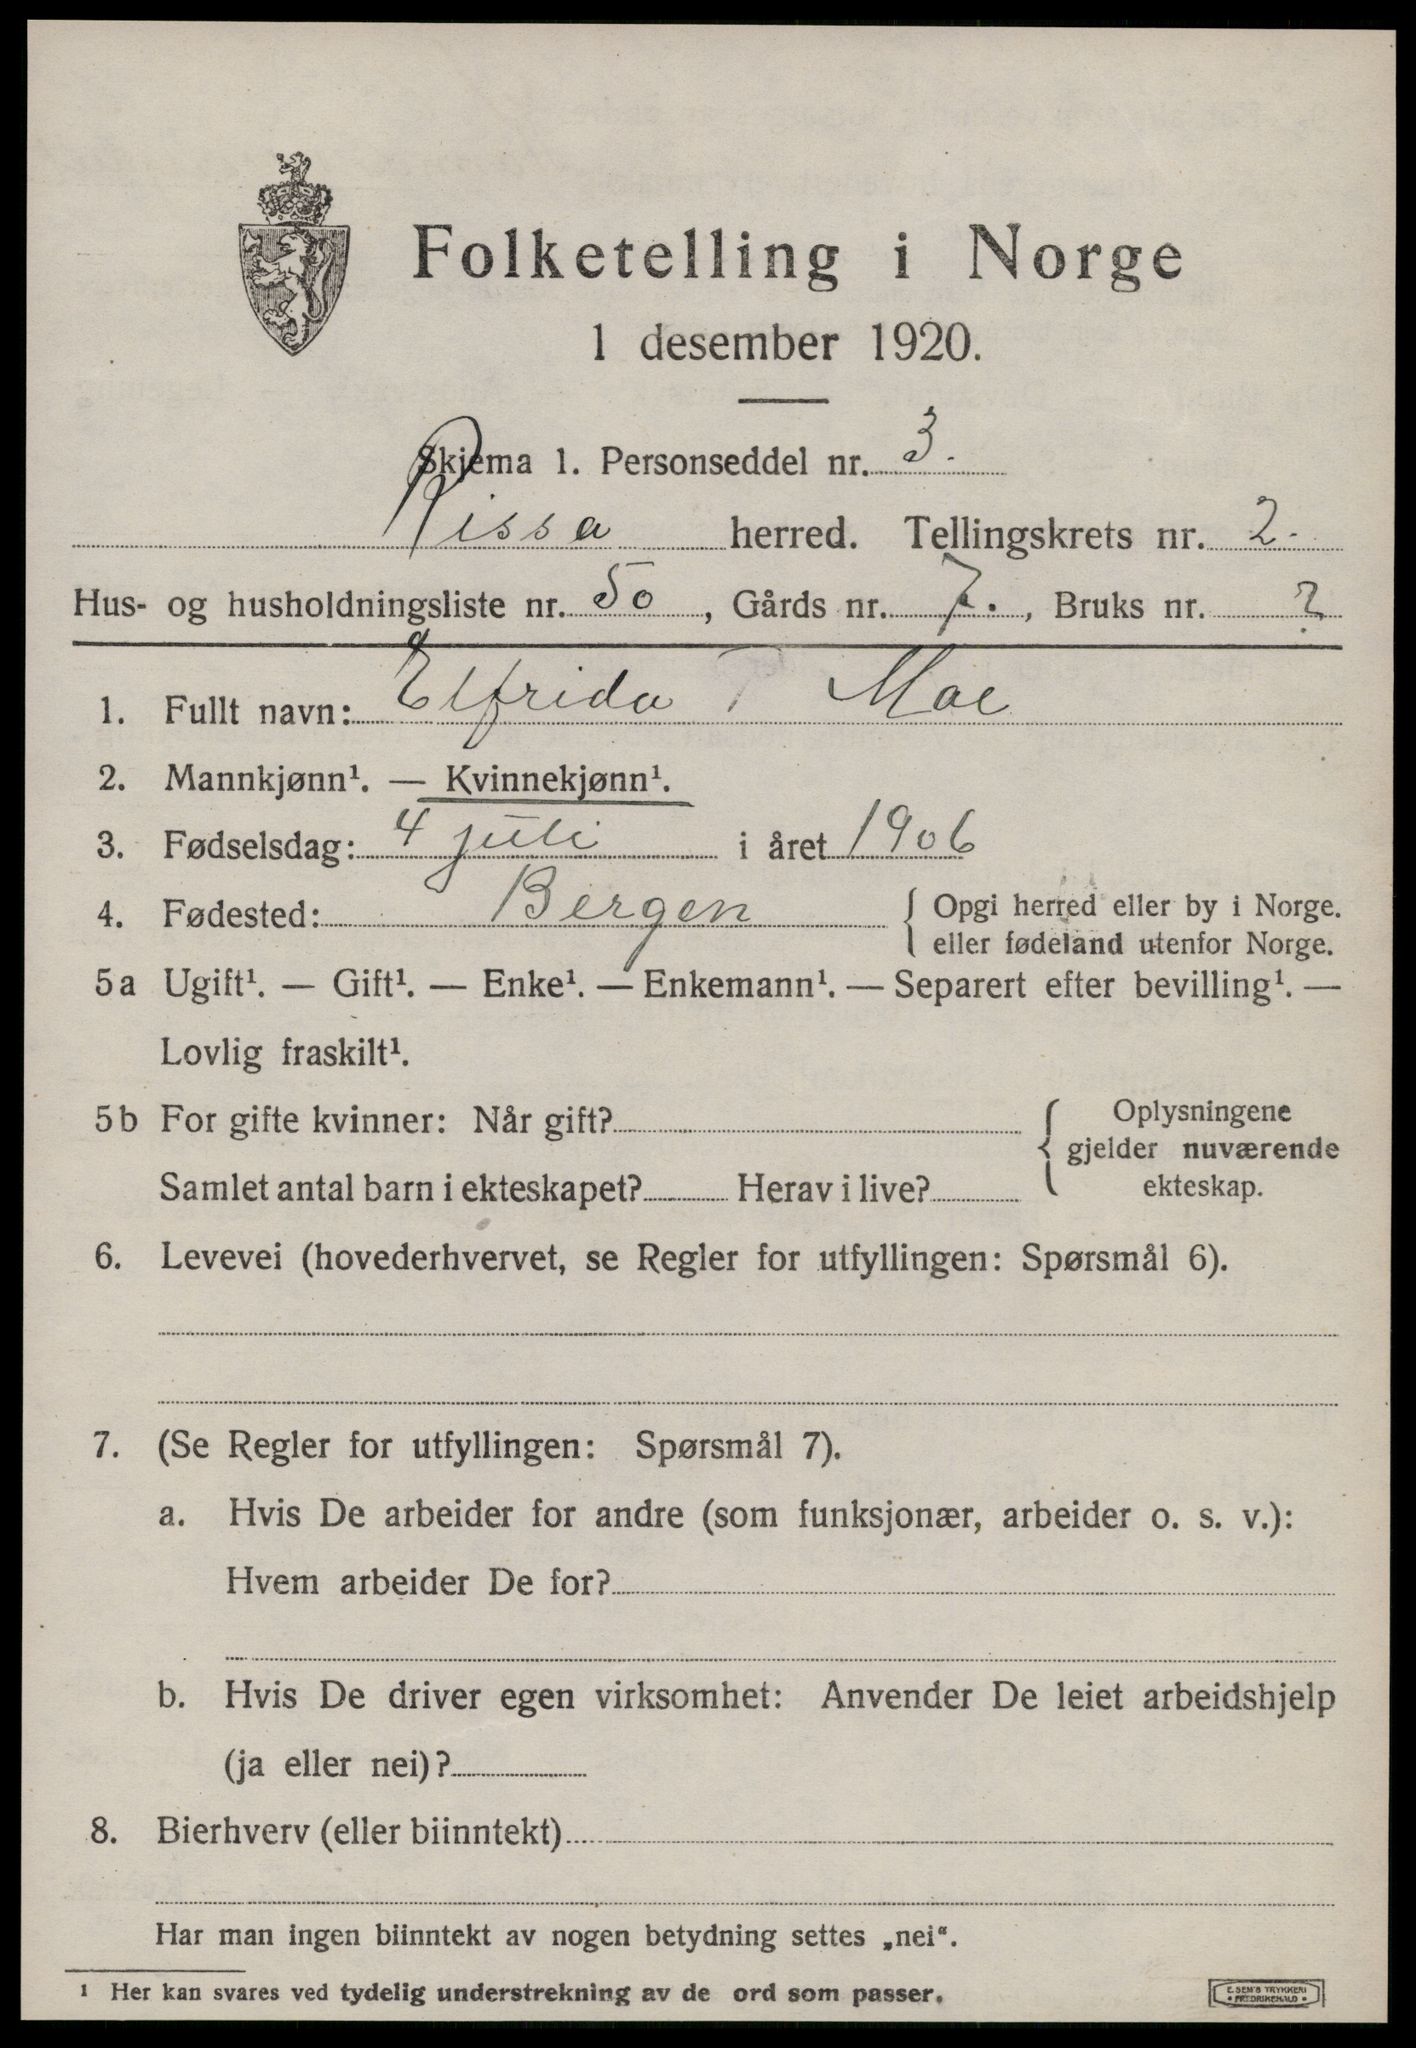 Folketelling i Norge
1 desember 1920.
Skjema 1. Personseddel nr. 3.
Rissa herred. Tellingskrets nr. 2.
Hus- og husholdningsliste nr. 50, Gårds nr. 7., Bruks nr. ?
1. Fullt navn: Elfrida Moe
2. Mannkjønn¹. — Kvinnekjønn¹.
3. Fødselsdag: 4 juli i året 1906
4. Fødested: Bergen { Opgi herred eller by i Norge.
eller fødeland utenfor Norge.
5a Ugift¹. — Gift¹. — Enke¹. — Enkemann¹. — Separert efter bevilling¹. —
Lovlig fraskilt¹.
5b For gifte kvinner: Når gift? { Oplysningene
gjelder nuværende
Samlet antal barn i ekteskapet? Herav i live? ekteskap.
6. Levevei (hovederhvervet, se Regler for utfyllingen: Spørsmål 6).
7. (Se Regler for utfyllingen: Spørsmål 7).
a. Hvis De arbeider for andre (som funksjonær, arbeider o. s. v.):
Hvem arbeider De for?
b. Hvis De driver egen virksomhet: Anvender De leiet arbeidshjelp
(ja eller nei)?
8. Bierhverv (eller biinntekt)
Har man ingen biinntekt av nogen betydning settes „nei“.
¹ Her kan svares ved tydelig understrekning av de ord som passer.
E. SEM'S TRYKKERI
• FREDRIKSHALD •